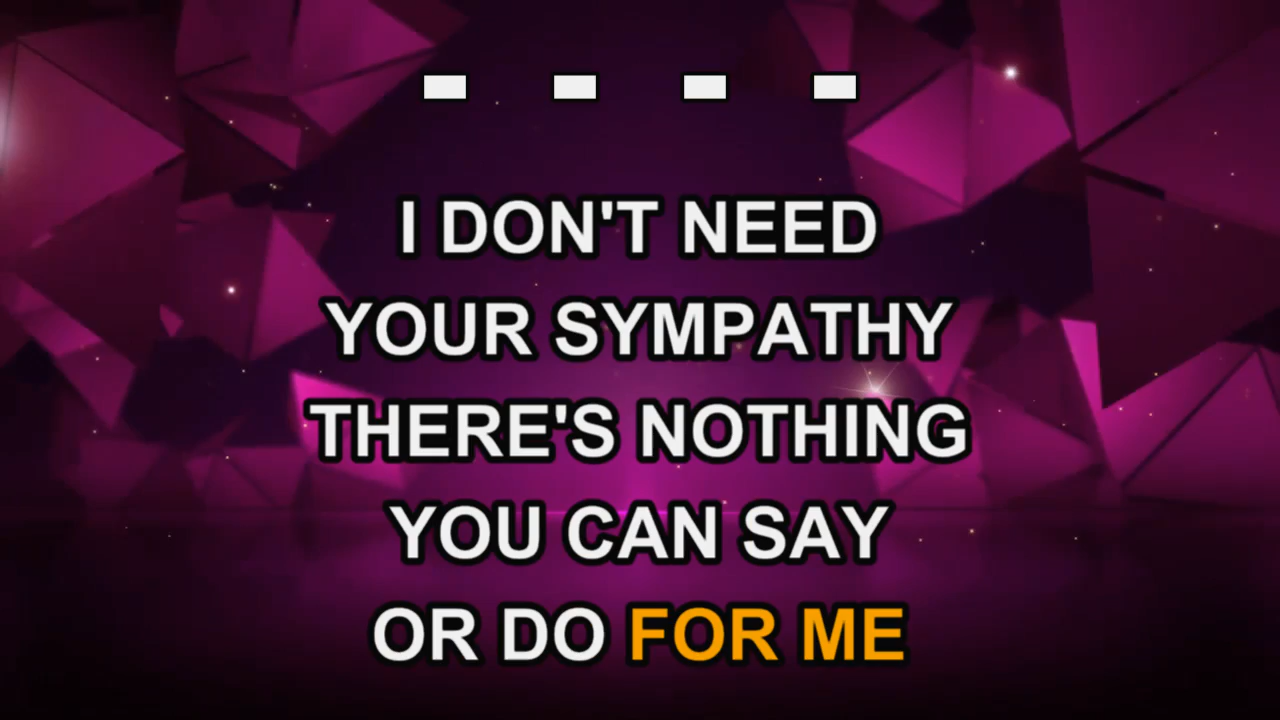 I DON'T NEED
YOUR SYMPATHY
THERE'S NOTHING
YOU CAN SAY
OR DO FOR ME